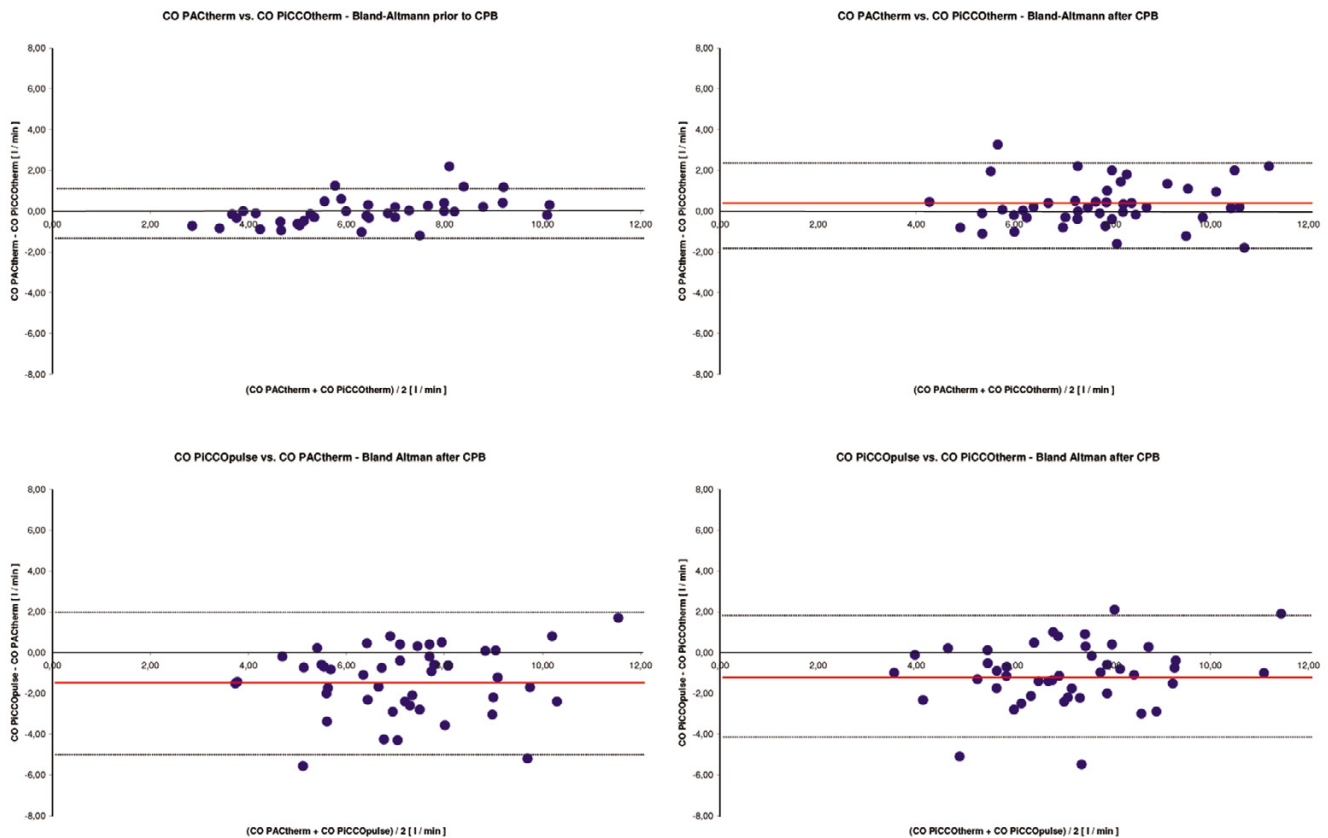 CO PACtherm vs. CO PiCCOtherm - Bland-Altmann prior to CPB
8,00
6,00
4,00
2,00
0,00
-2,00
-4,00
-6,00
-8,00
0,00 2,00 4,00 6,00 8,00 10,00 12,00
CO PACtherm - CO PiCCOtherm [ l / min ]
(CO PACtherm + CO PiCCOtherm) / 2 [ l / min ]
CO PACtherm vs. CO PiCCOtherm - Bland-Altmann after CPB
8,00
6,00
4,00
2,00
0,00
-2,00
-4,00
-6,00
-8,00
0,00 2,00 4,00 6,00 8,00 10,00 12,00
CO PACtherm - CO PiCCOtherm [ l / min ]
(CO PACtherm + CO PiCCOtherm) / 2 [ l / min ]
CO PiCCOpulse vs. CO PACtherm - Bland Altman after CPB
8,00
6,00
4,00
2,00
0,00
-2,00
-4,00
-6,00
-8,00
0,00 2,00 4,00 6,00 8,00 10,00 12,00
CO PiCCOpulse - CO PACtherm [ l / min ]
(CO PACtherm + CO PiCCOpulse) / 2 [ l / min ]
CO PiCCOpulse vs. CO PiCCOtherm - Bland Altman after CPB
8,00
6,00
4,00
2,00
0,00
-2,00
-4,00
-6,00
-8,00
0,00 2,00 4,00 6,00 8,00 10,00 12,00
CO PiCCOpulse - CO PiCCOtherm [ l / min ]
(CO PiCCOtherm + CO PiCCOpulse) / 2 [ l / min ]